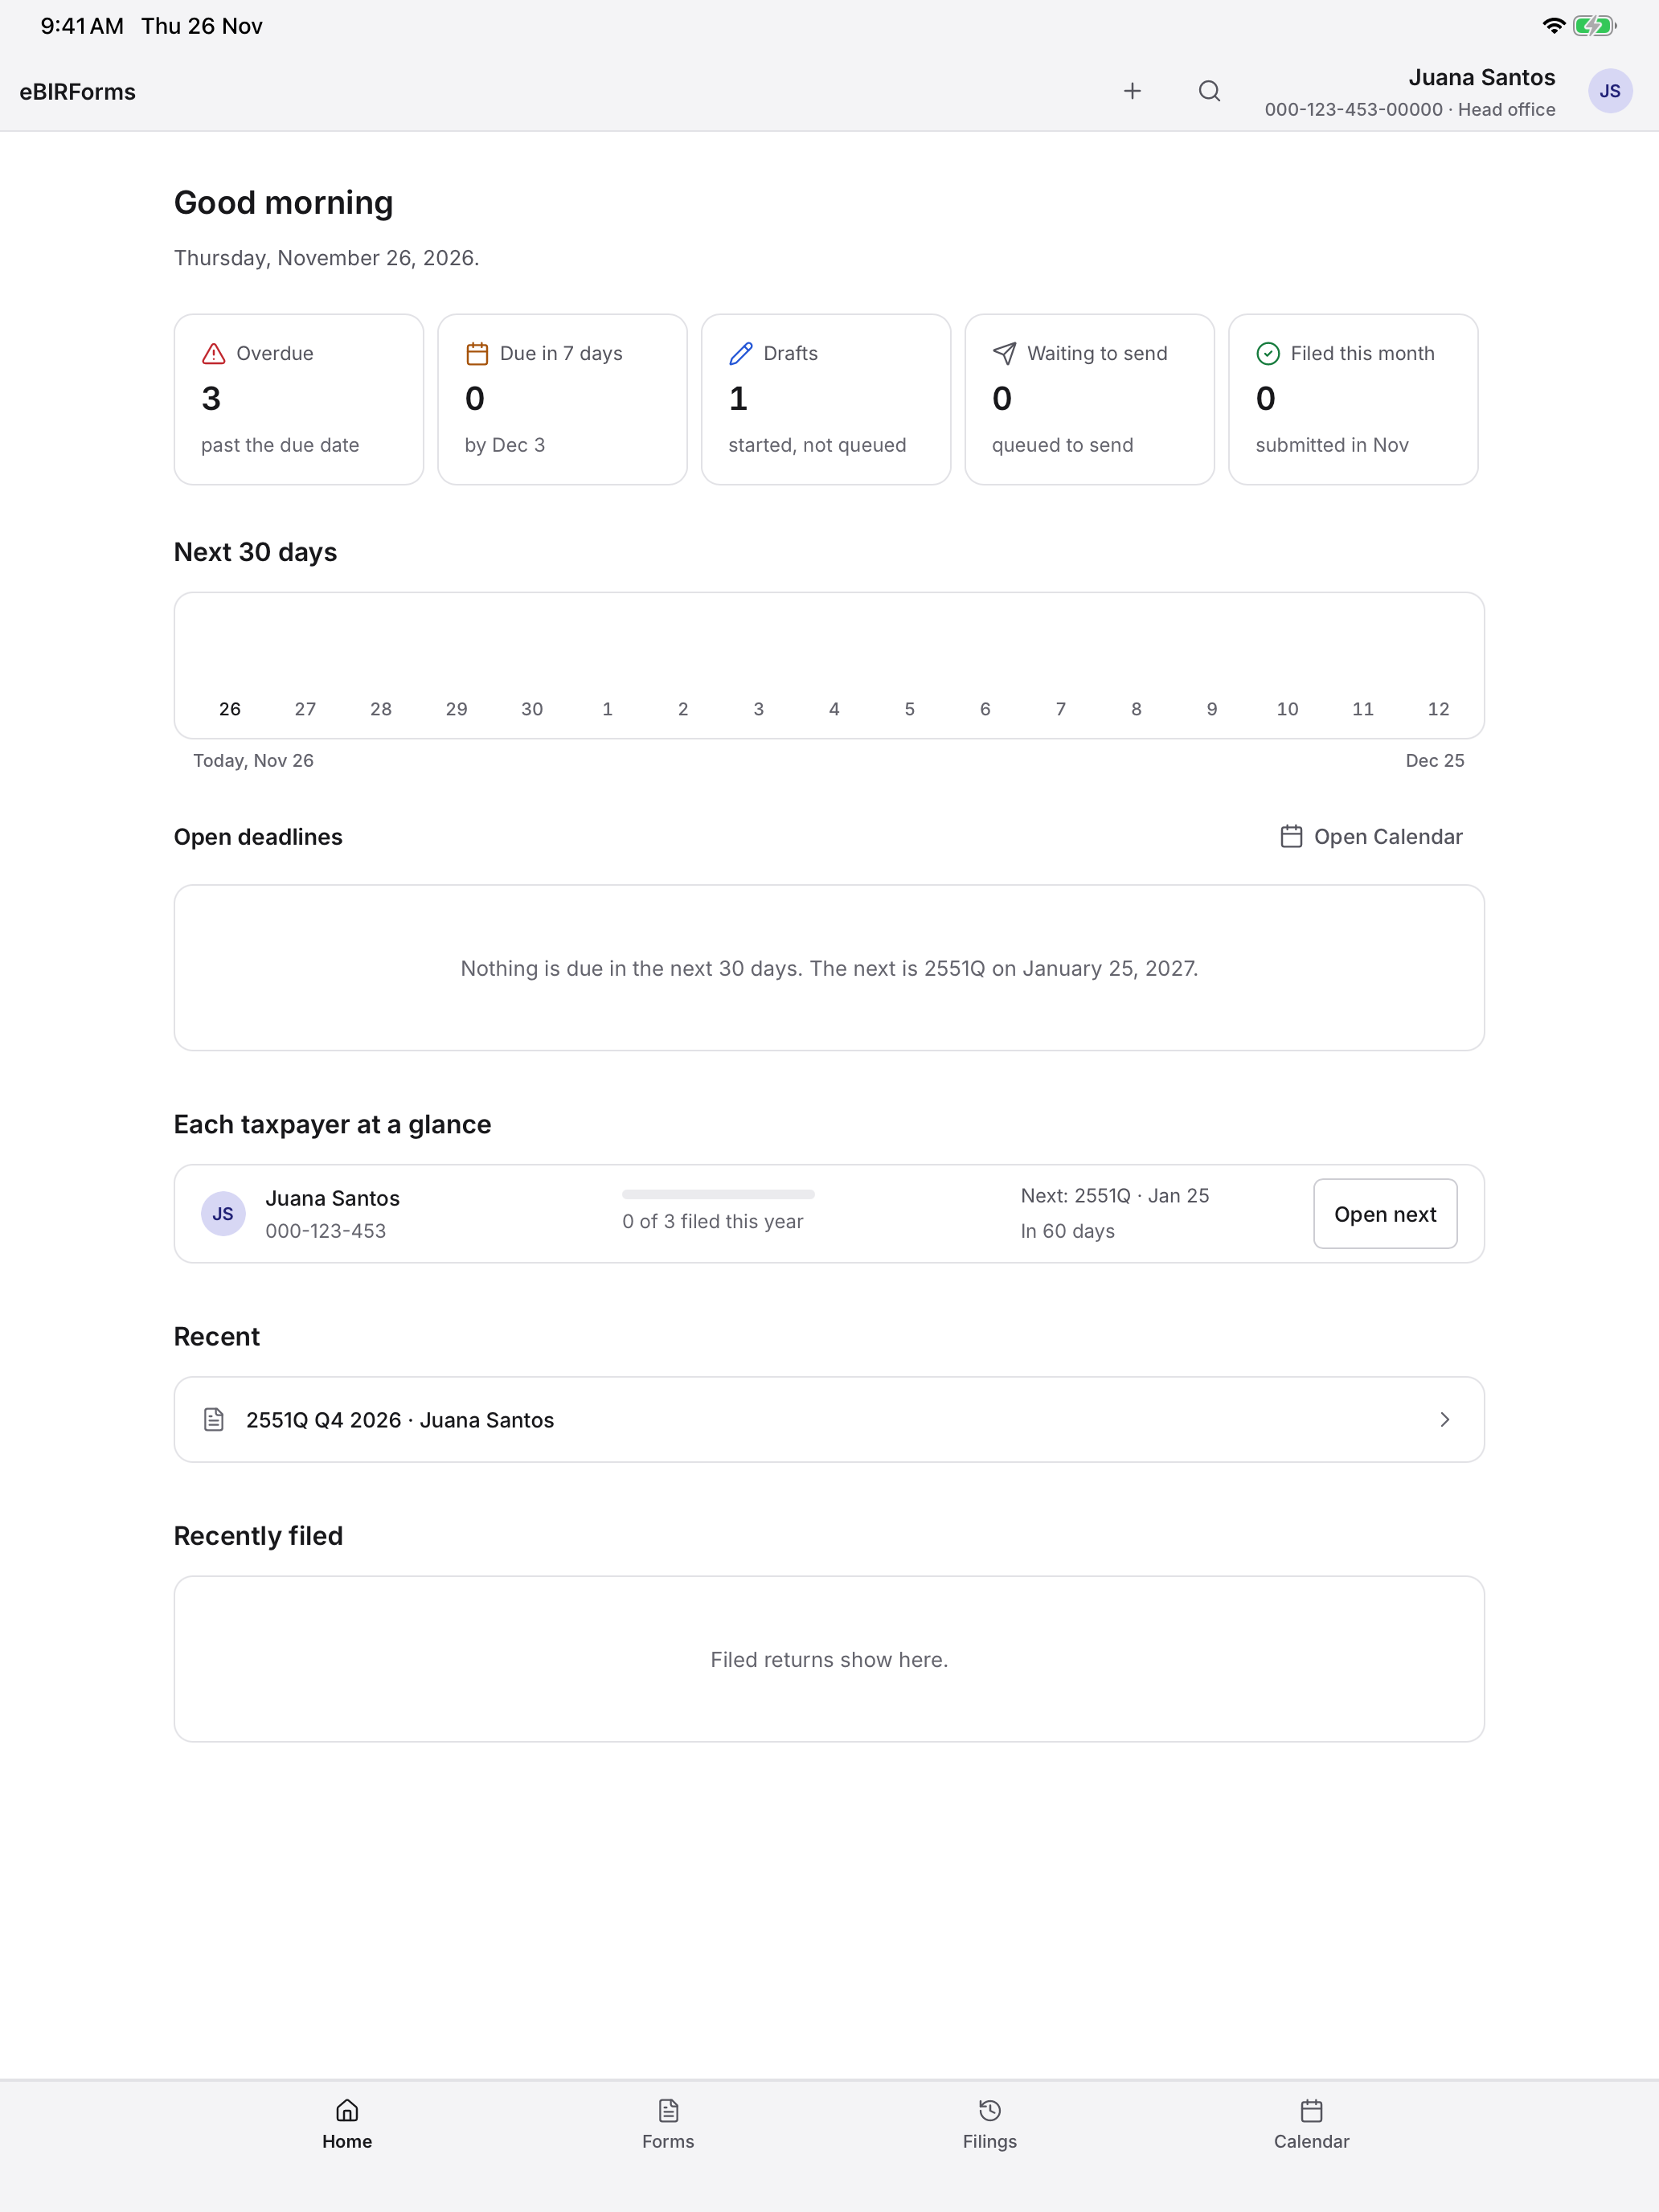 9:41 AM Thu 26 Nov
eBIRForms
Juana Santos
000-123-453-00000 · Head office
JS
Good morning
Thursday, November 26, 2026.
Overdue
3
past the due date
Due in 7 days
0
by Dec 3
Drafts
1
started, not queued
Waiting to send
0
queued to send
Filed this month
0
submitted in Nov
Next 30 days
26 27 28 29 30 1 2 3 4 5 6 7 8 9 10 11 12
Today, Nov 26
Dec 25
Open deadlines
Open Calendar
Nothing is due in the next 30 days. The next is 2551Q on January 25, 2027.
Each taxpayer at a glance
JS
Juana Santos
000-123-453
0 of 3 filed this year
Next: 2551Q · Jan 25
In 60 days
Open next
Recent
2551Q Q4 2026 · Juana Santos
Recently filed
Filed returns show here.
Home
Forms
Filings
Calendar